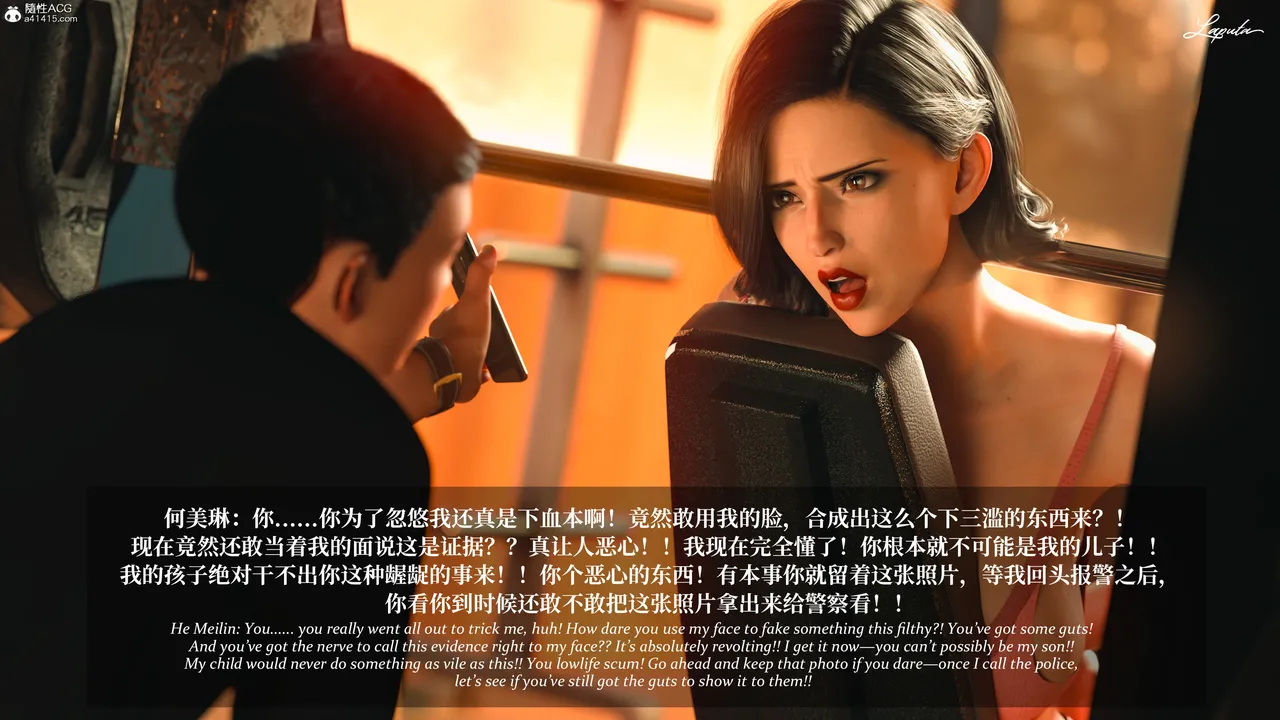 隨性ACG
a41415.com
Laputa
45
何美琳：你……你为了忽悠我还真是下血本啊！竟然敢用我的脸，合成出这么个下三滥的东西来？！
现在竟然还敢当着我的面说这是证据？？真让人恶心！！我现在完全懂了！你根本就不可能是我的儿子！！
我的孩子绝对干不出你这种龌龊的事来！！你个恶心的东西！有本事你就留着这张照片，等我回头报警之后，
你看你到时候还敢不敢把这张照片拿出来给警察看！！
He Meilin: You...... you really went all out to trick me, huh! How dare you use my face to fake something this filthy?! You’ve got some guts!
And you’ve got the nerve to call this evidence right to my face?? It’s absolutely revolting!! I get it now—you can’t possibly be my son!!
My child would never do something as vile as this!! You lowlife scum! Go ahead and keep that photo if you dare—once I call the police,
let’s see if you’ve still got the guts to show it to them!!